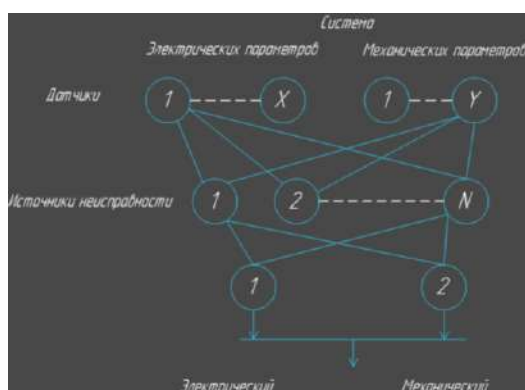 Система
Электрических параметров Механических параметров
Датчики 1 X 1 Y
Источники неисправности 1 2 N
1 2
Электрический Механический